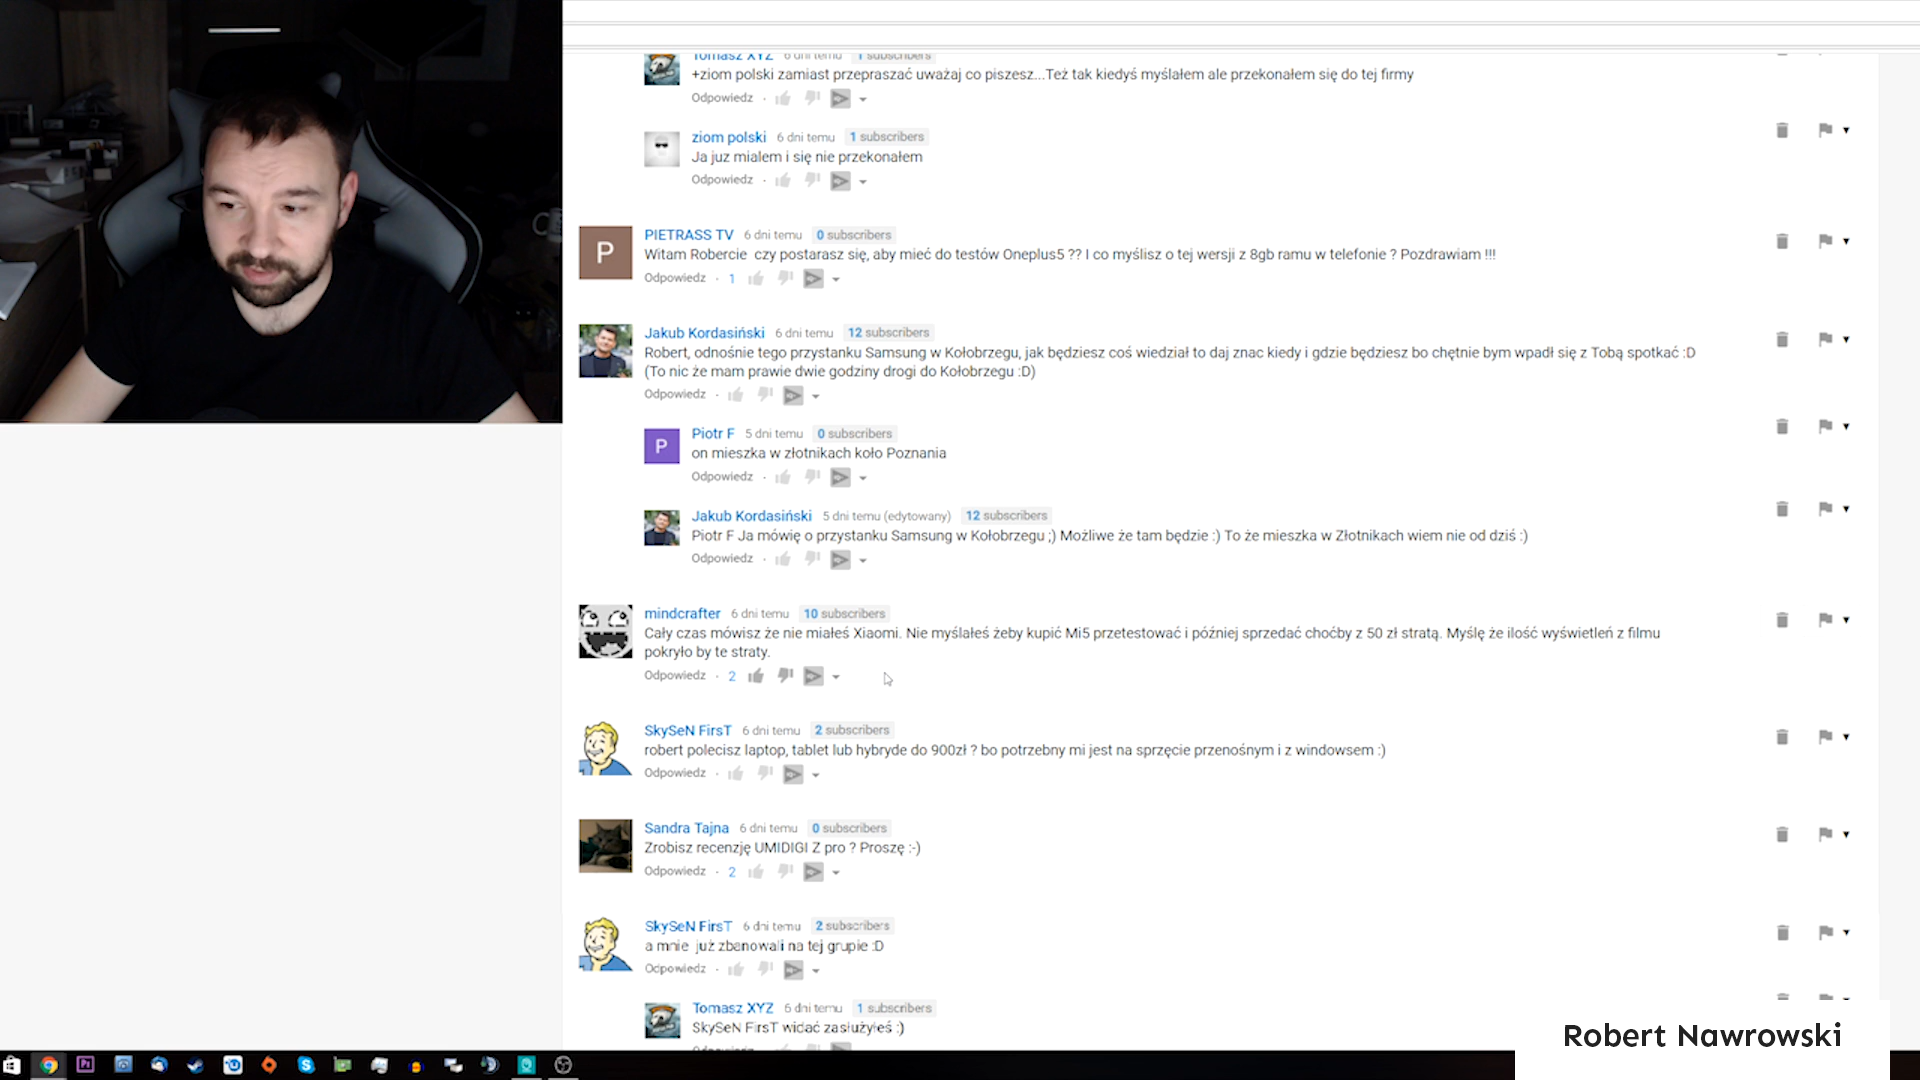 Tomasz XYZ 6 dni temu 1 subscribers
+ziom polski zamiast przepraszać uważaj co piszesz...Też tak kiedyś myślałem ale przekonałem się do tej firmy
Odpowiedz
ziom polski 6 dni temu 1 subscribers
Ja juz mialem i się nie przekonałem
Odpowiedz
P
PIETRASS TV 6 dni temu 0 subscribers
Witam Robercie czy postarasz się, aby mieć do testów Oneplus5 ?? I co myślisz o tej wersji z 8gb ramu w telefonie ? Pozdrawiam !!!
Odpowiedz · 1
Jakub Kordasiński 6 dni temu 12 subscribers
Robert, odnośnie tego przystanku Samsung w Kołobrzegu, jak będziesz coś wiedział to daj znac kiedy i gdzie będziesz bo chętnie bym wpadł się z Tobą spotkać :D
(To nic że mam prawie dwie godziny drogi do Kołobrzegu :D)
Odpowiedz
P
Piotr F 5 dni temu 0 subscribers
on mieszka w złotnikach koło Poznania
Odpowiedz
Jakub Kordasiński 5 dni temu (edytowany) 12 subscribers
Piotr F Ja mówię o przystanku Samsung w Kołobrzegu ;) Możliwe że tam będzie :) To że mieszka w Złotnikach wiem nie od dziś :)
Odpowiedz
mindcrafter 6 dni temu 10 subscribers
Cały czas mówisz że nie miałeś Xiaomi. Nie myślałeś żeby kupić Mi5 przetestować i później sprzedać choćby z 50 zł stratą. Myślę że ilość wyświetleń z filmu
pokryło by te straty.
Odpowiedz · 2
SkySeN FirsT 6 dni temu 2 subscribers
robert polecisz laptop, tablet lub hybryde do 900zł ? bo potrzebny mi jest na sprzęcie przenośnym i z windowsem :)
Odpowiedz
Sandra Tajna 6 dni temu 0 subscribers
Zrobisz recenzję UMIDIGI Z pro ? Proszę :-)
Odpowiedz · 2
SkySeN FirsT 6 dni temu 2 subscribers
a mnie już zbanowali na tej grupie :D
Odpowiedz
Tomasz XYZ 6 dni temu 1 subscribers
SkySeN FirsT widać zasłużyłeś :)
Robert Nawrowski